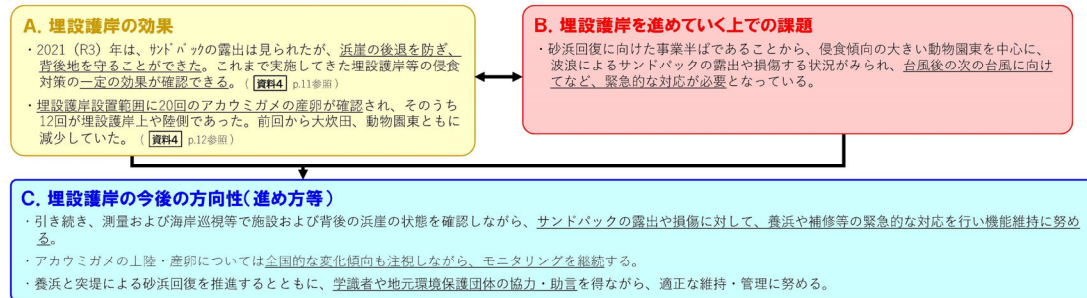 A. 埋設護岸の効果
・2021（R3）年は、サンドパックの露出は見られたが、浜崖の後退を防ぎ、
背後地を守ることができた。これまで実施してきた埋設護岸等の侵食
対策の一定の効果が確認できる。（ 資料4 p.11参照）
・埋設護岸設置範囲に20回のアカウミガメの産卵が確認され、そのうち
12回が埋設護岸上や陸側であった。前回から大炊田、動物園東ともに
減少していた。（ 資料4 p.12参照）
B. 埋設護岸を進めていく上での課題
・砂浜回復に向けた事業半ばであることから、侵食傾向の大きい動物園東を中心に、
波浪によるサンドパックの露出や損傷する状況がみられ、台風後の次の台風に向け
てなど、緊急的な対応が必要となっている。
C. 埋設護岸の今後の方向性（進め方等）
・引き続き、測量および海岸巡視等で施設および背後の浜崖の状態を確認しながら、サンドパックの露出や損傷に対して、養浜や補修等の緊急的な対応を行い機能維持に努め
る。
・アカウミガメの上陸・産卵については全国的な変化傾向も注視しながら、モニタリングを継続する。
・養浜と突堤による砂浜回復を推進するとともに、学識者や地元環境保護団体の協力・助言を得ながら、適正な維持・管理に努める。